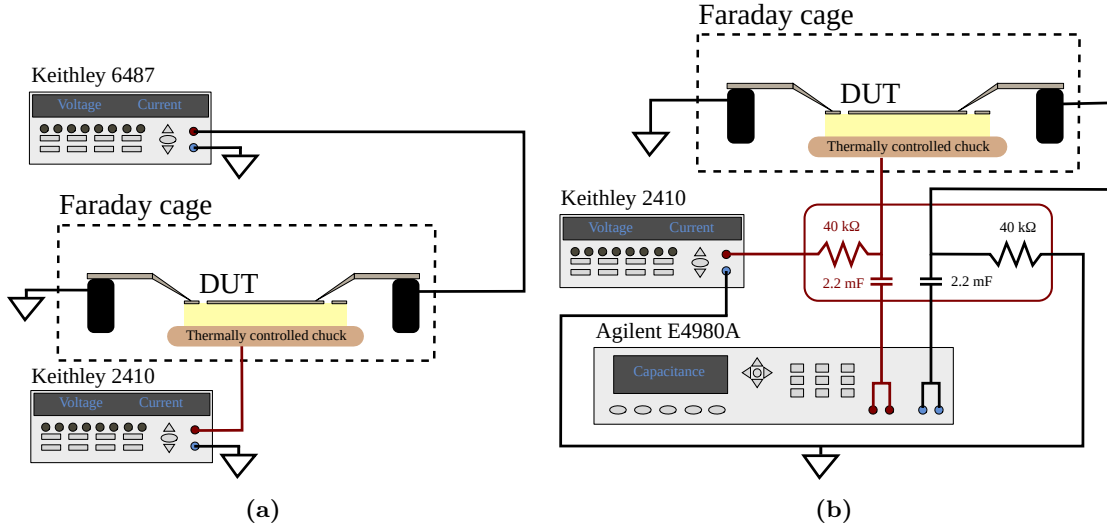 Keithley 6487
Voltage Current
Faraday cage
DUT
Thermally controlled chuck
Keithley 2410
Voltage Current
(a)
Faraday cage
DUT
Thermally controlled chuck
Keithley 2410
Voltage Current
40 kΩ
40 kΩ
2.2 mF
2.2 mF
Agilent E4980A
Capacitance
(b)